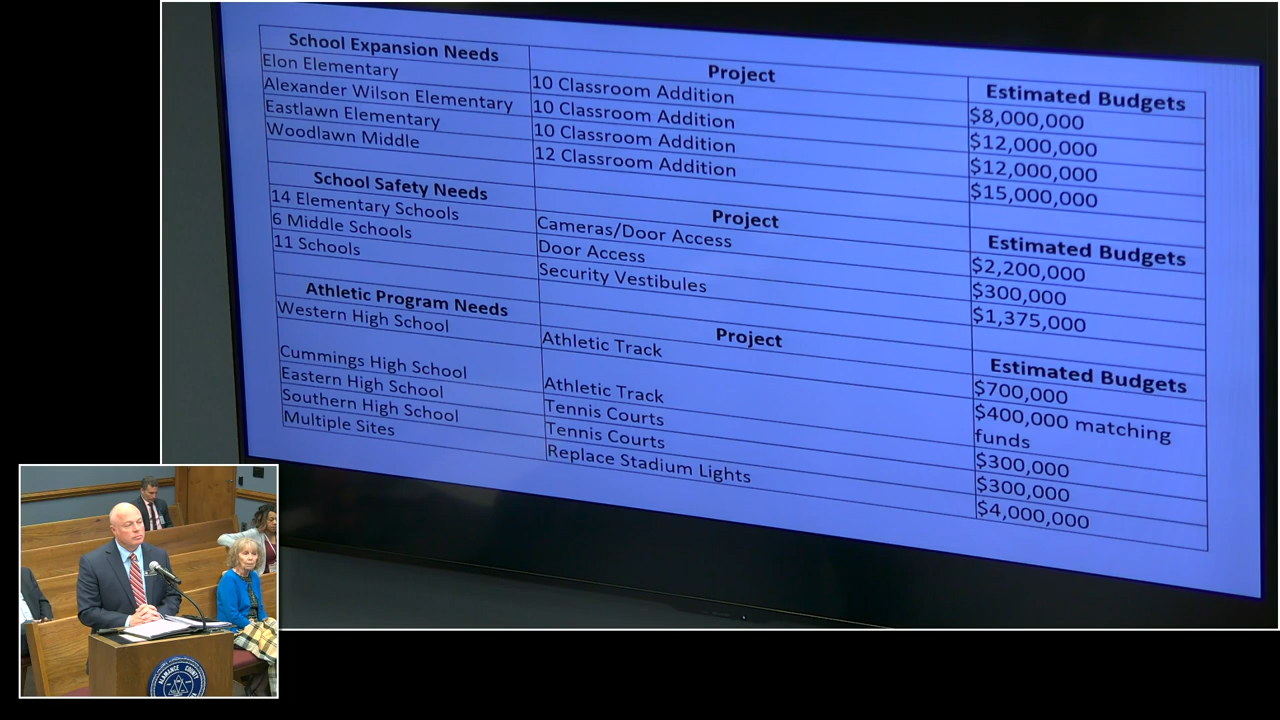 School Expansion Needs Project Estimated Budgets
Elon Elementary 10 Classroom Addition $8,000,000
Alexander Wilson Elementary 10 Classroom Addition $12,000,000
Eastlawn Elementary 10 Classroom Addition $12,000,000
Woodlawn Middle 12 Classroom Addition $15,000,000
School Safety Needs Project Estimated Budgets
14 Elementary Schools Cameras/Door Access $2,200,000
6 Middle Schools Door Access $300,000
11 Schools Security Vestibules $1,375,000
Athletic Program Needs Project Estimated Budgets
Western High School Athletic Track $700,000
Cummings High School Athletic Track $400,000 matching
funds
Eastern High School Tennis Courts $300,000
Southern High School Tennis Courts $300,000
Multiple Sites Replace Stadium Lights $4,000,000
ALAMANCE COUNTY